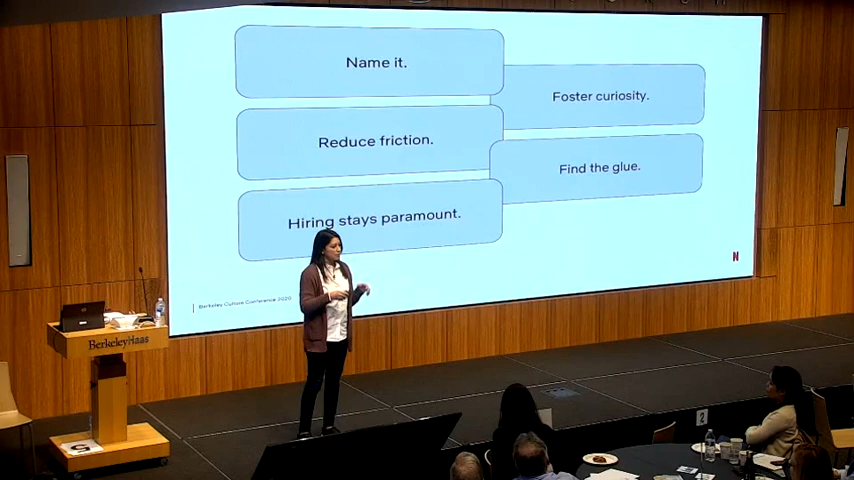 Name it.
Foster curiosity.
Reduce friction.
Find the glue.
Hiring stays paramount.
N
Berkeley Culture Conference 2020
BerkeleyHaas
2